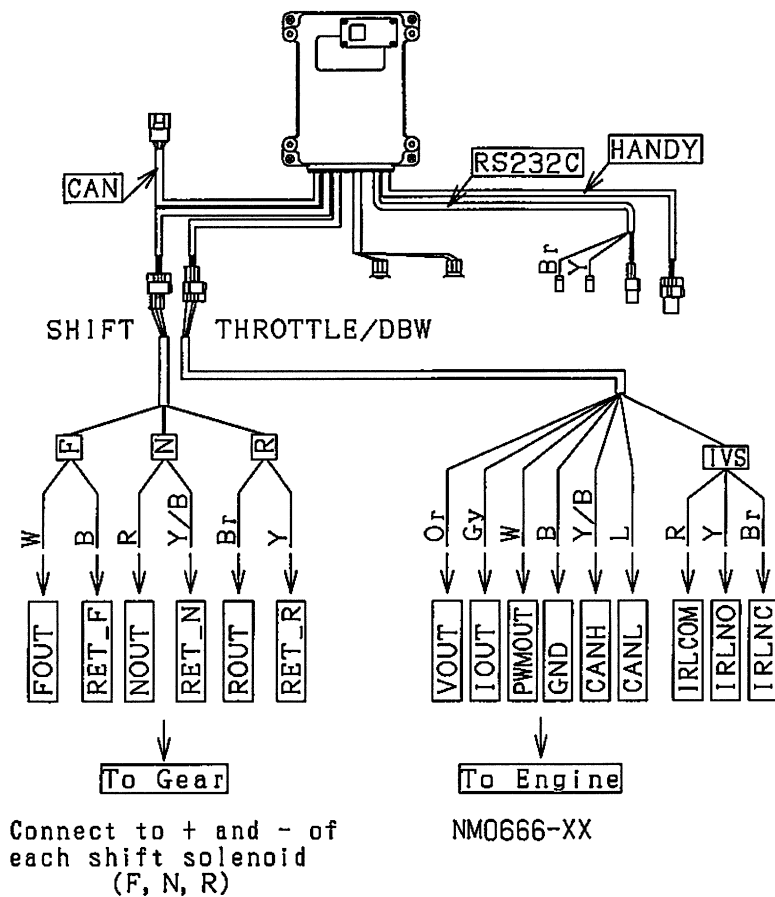 HANDY
RS232C
CAN
Br
Y
SHIFT
THROTTLE/DBW
F
N
R
IVS
W
B
R
Y/B
Br
Y
Or
Gy
W
B
Y/B
L
R
Y
Br
FOUT
RET_F
NOUT
RET_N
ROUT
RET_R
VOUT
IOUT
PWMOUT
GND
CANH
CANL
IRLCOM
IRLNO
IRLNC
To Gear
To Engine
Connect to + and - of
each shift solenoid
(F, N, R)
NM0666-XX